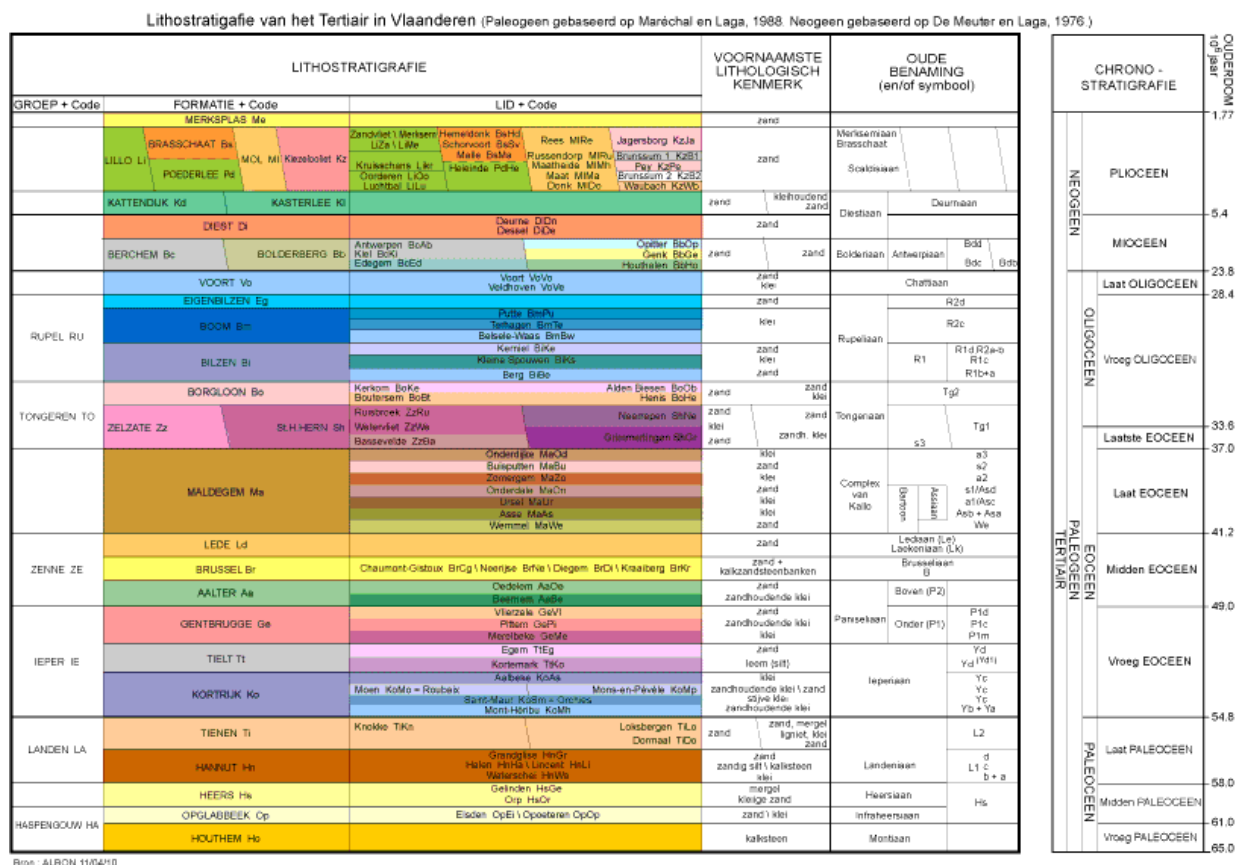 Lithostratigafie van het Tertiair in Vlaanderen (Paleogeen gebaseerd op Maréchal en Laga, 1988. Neogeen gebaseerd op De Meuter en Laga, 1976.)
LITHOSTRATIGRAFIE
VOORNAAMSTE LITHOLOGISCH KENMERK
OUDE BENAMING (en/of symbool)
CHRONO - STRATIGRAFIE
OUDERDOM 10⁶ jaar
GROEP + Code
FORMATIE + Code
LID + Code
MERKSPLAS Me
zand
1.77
LILLO Li
BRASSCHAAT Bs
POEDERLEE Pd
MOL Ml
Kiezeloöliet Kz
Zandvliet \ Merksem
LiZa \ LiMe
Kruisschans LiKr
Oorderen LiOo
Luchtbal LiLu
Hemeldonk BsHd
Schorvoort BsSv
Malle BsMa
Heieinde PdHe
Rees MlRe
Russendorp MlRu
Maatheide MlMh
Maat MlMa
Donk MlDo
Jagersborg KzJa
Brunssum 1 KzB1
Pey KzPe
Brunssum 2 KzB2
Waubach KzWb
zand
Merksemiaan
Brasschaat
Scaldisiaan
KATTENDIJK Kd
KASTERLEE Kl
zand
kleihoudend zand
Diestiaan
Deurniaan
DIEST Di
Deurne DiDn
Dessel DiDe
zand
BERCHEM Bc
BOLDERBERG Bb
Antwerpen BcAb
Kiel BcKi
Edegem BcEd
Opitter BbOp
Genk BbGe
Houthalen BbHo
zand
zand
Bolderiaan
Antwerpiaan
Bdd
Bdc
Bdb
VOORT Vo
Voort VoVo
Veldhoven VoVe
zand
klei
Chattiaan
RUPEL RU
EIGENBILZEN Eg
zand
R2d
BOOM Bm
Putte BmPu
Terhagen BmTe
Belsele-Waas BmBw
klei
R2c
Rupeliaan
BILZEN Bi
Kerniel BiKe
Kleine Spouwen BiKs
Berg BiBe
zand
klei
zand
R1
R1d R2a-b
R1c
R1b+a
TONGEREN TO
BORGLOON Bo
Kerkom BoKe
Boutersem BoBt
Alden Biesen BoOb
Henis BoHe
zand
zand
klei
Tg2
ZELZATE Zz
St.H.HERN Sh
Ruisbroek ZzRu
Watervliet ZzWa
Bassevelde ZzBa
Neerrepen ShNe
Grimmertingen ShGr
zand
klei
zand
zand
zandh. klei
Tongeriaan
Tg1
s3
MALDEGEM Ma
Onderdijke MaOd
Buisputten MaBu
Zomergem MaZo
Onderdale MaOn
Ursel MaUr
Asse MaAs
Wemmel MaWe
klei
zand
klei
zand
klei
klei
zand
Complex van Kallo
Bartoon
Assiaan
a3
s2
a2
s1/Asd
a1/Asc
Asb + Asa
We
ZENNE ZE
LEDE Ld
zand
Lediaan (Le)
Laekeniaan (Lk)
BRUSSEL Br
Chaumont-Gistoux BrCg \ Neerijse BrNe \ Diegem BrDi \ Kraaiberg BrKr
zand +
kalkzandsteenbanken
Brusseliaan
B
AALTER Aa
Oedelem AaOe
Beernem AaBe
zand
zandhoudende klei
Boven (P2)
IEPER IE
GENTBRUGGE Ge
Vlierzele GeVl
Pittem GePi
Merelbeke GeMe
zand
zandhoudende klei
klei
Paniseliaan
Onder (P1)
P1d
P1c
P1m
TIELT Tt
Egem TtEg
Kortemark TtKo
zand
leem (silt)
Yd
Yd (Yd1)
Ieperiaan
KORTRIJK Ko
Aalbeke KoAa
Moen KoMo = Roubaix
Mons-en-Pévèle KoMp
Saint-Maur KoSm = Orchies
Mont-Héribu KoMh
klei
zandhoudende klei \ zand
stijve klei
zandhoudende klei
Yc
Yc
Yc
Yb + Ya
LANDEN LA
TIENEN Ti
Knokke TiKn
Loksbergen TiLo
Dormaal TiDo
zand
zand, mergel
ligniet, klei
zand
L2
HANNUT Hn
Grandglise HnGr
Halen HnHa \ Lincent HnLi
Waterschei HnWa
zand
zandig silt \ kalksteen
klei
Landeniaan
L1
d
c
b + a
HEERS Hs
Gelinden HsGe
Orp HsOr
mergel
kleiige zand
Heersiaan
Hs
HASPENGOUW HA
OPGLABBEEK Op
Eisden OpEi \ Opoeteren OpOp
zand \ klei
Infraheersiaan
HOUTHEM Ho
kalksteen
Montiaan
TERTIAIR
NEOGEEN
PALEOGEEN
PLIOCEEN
5.4
MIOCEEN
23.8
OLIGOCEEN
Laat OLIGOCEEN
28.4
Vroeg OLIGOCEEN
33.6
EOCEEN
Laatste EOCEEN
37.0
Laat EOCEEN
41.2
Midden EOCEEN
49.0
Vroeg EOCEEN
54.8
PALEOCEEN
Laat PALEOCEEN
58.0
Midden PALEOCEEN
61.0
Vroeg PALEOCEEN
65.0
Bron : ALBON 11/04/10